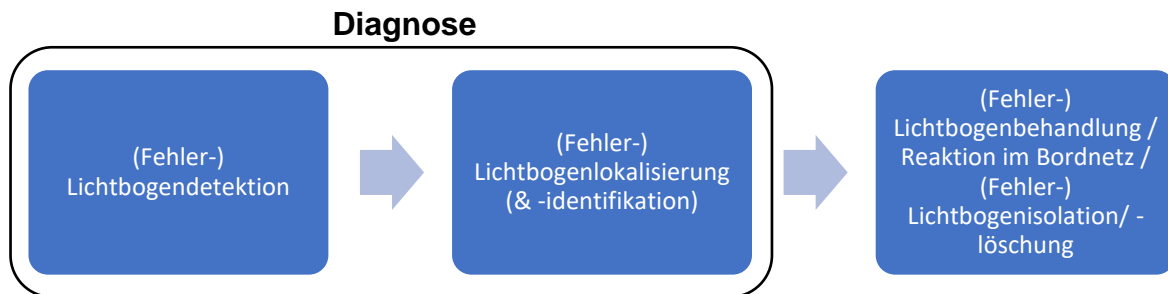 Diagnose
(Fehler-)
Lichtbogendetektion
(Fehler-)
Lichtbogenlokalisierung
(& -identifikation)
(Fehler-)
Lichtbogenbehandlung /
Reaktion im Bordnetz /
(Fehler-)
Lichtbogenisolation/ -
löschung